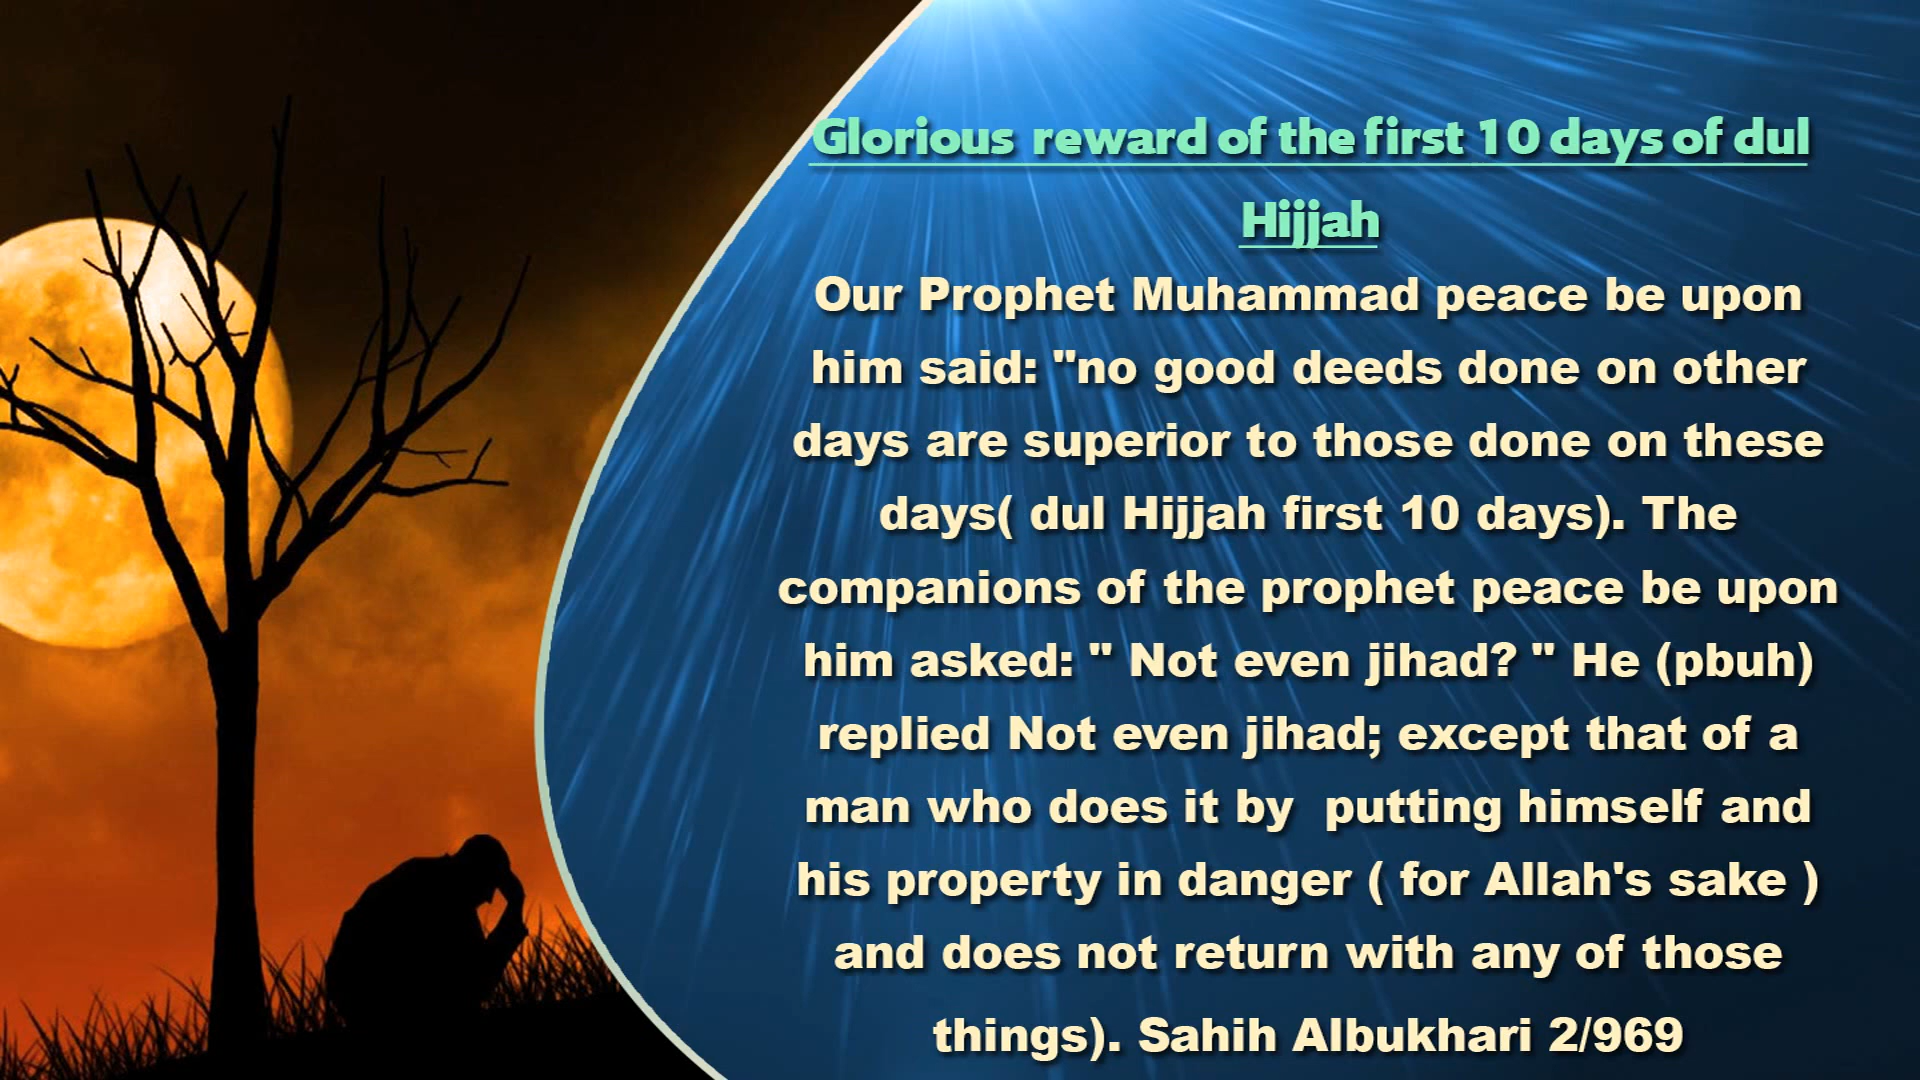 Glorious reward of the first 10 days of dul
Hijjah
Our Prophet Muhammad peace be upon
him said: "no good deeds done on other
days are superior to those done on these
days( dul Hijjah first 10 days). The
companions of the prophet peace be upon
him asked: " Not even jihad? " He (pbuh)
replied Not even jihad; except that of a
man who does it by putting himself and
his property in danger ( for Allah's sake )
and does not return with any of those
things). Sahih Albukhari 2/969